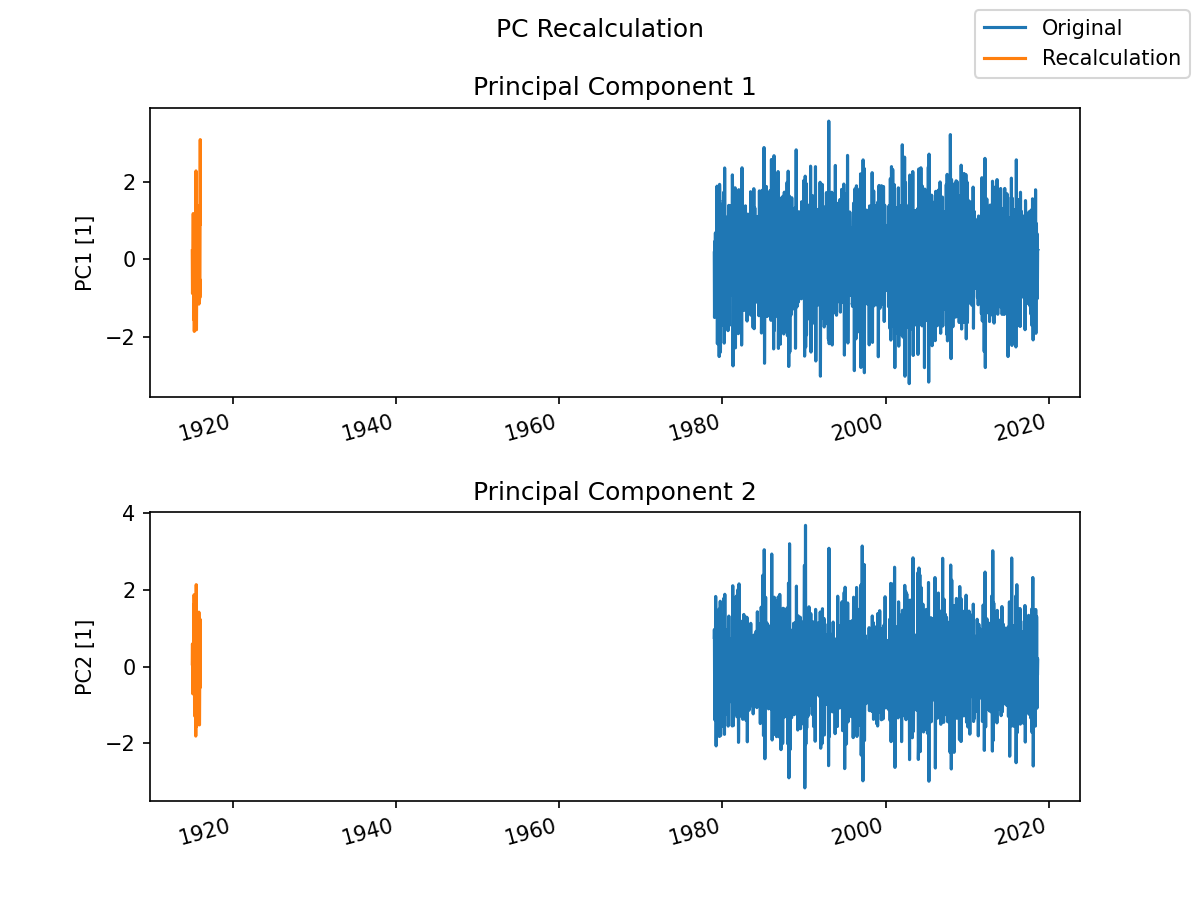 PC Recalculation
Original
Recalculation
Principal Component 1
PC1 [1]
2
0
−2
1920
1940
1960
1980
2000
2020
Principal Component 2
PC2 [1]
4
2
0
−2
1920
1940
1960
1980
2000
2020